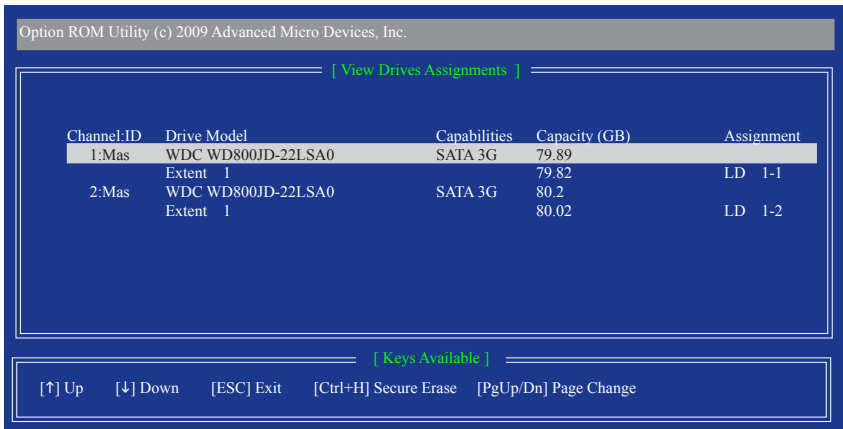 Option ROM Utility (c) 2009 Advanced Micro Devices, Inc.
[ View Drives Assignments ]
Channel:ID Drive Model Capabilities Capacity (GB) Assignment
1:Mas WDC WD800JD-22LSA0 SATA 3G 79.89
Extent 1 79.82 LD 1-1
2:Mas WDC WD800JD-22LSA0 SATA 3G 80.2
Extent 1 80.02 LD 1-2
[ Keys Available ]
[↑] Up [↓] Down [ESC] Exit [Ctrl+H] Secure Erase [PgUp/Dn] Page Change